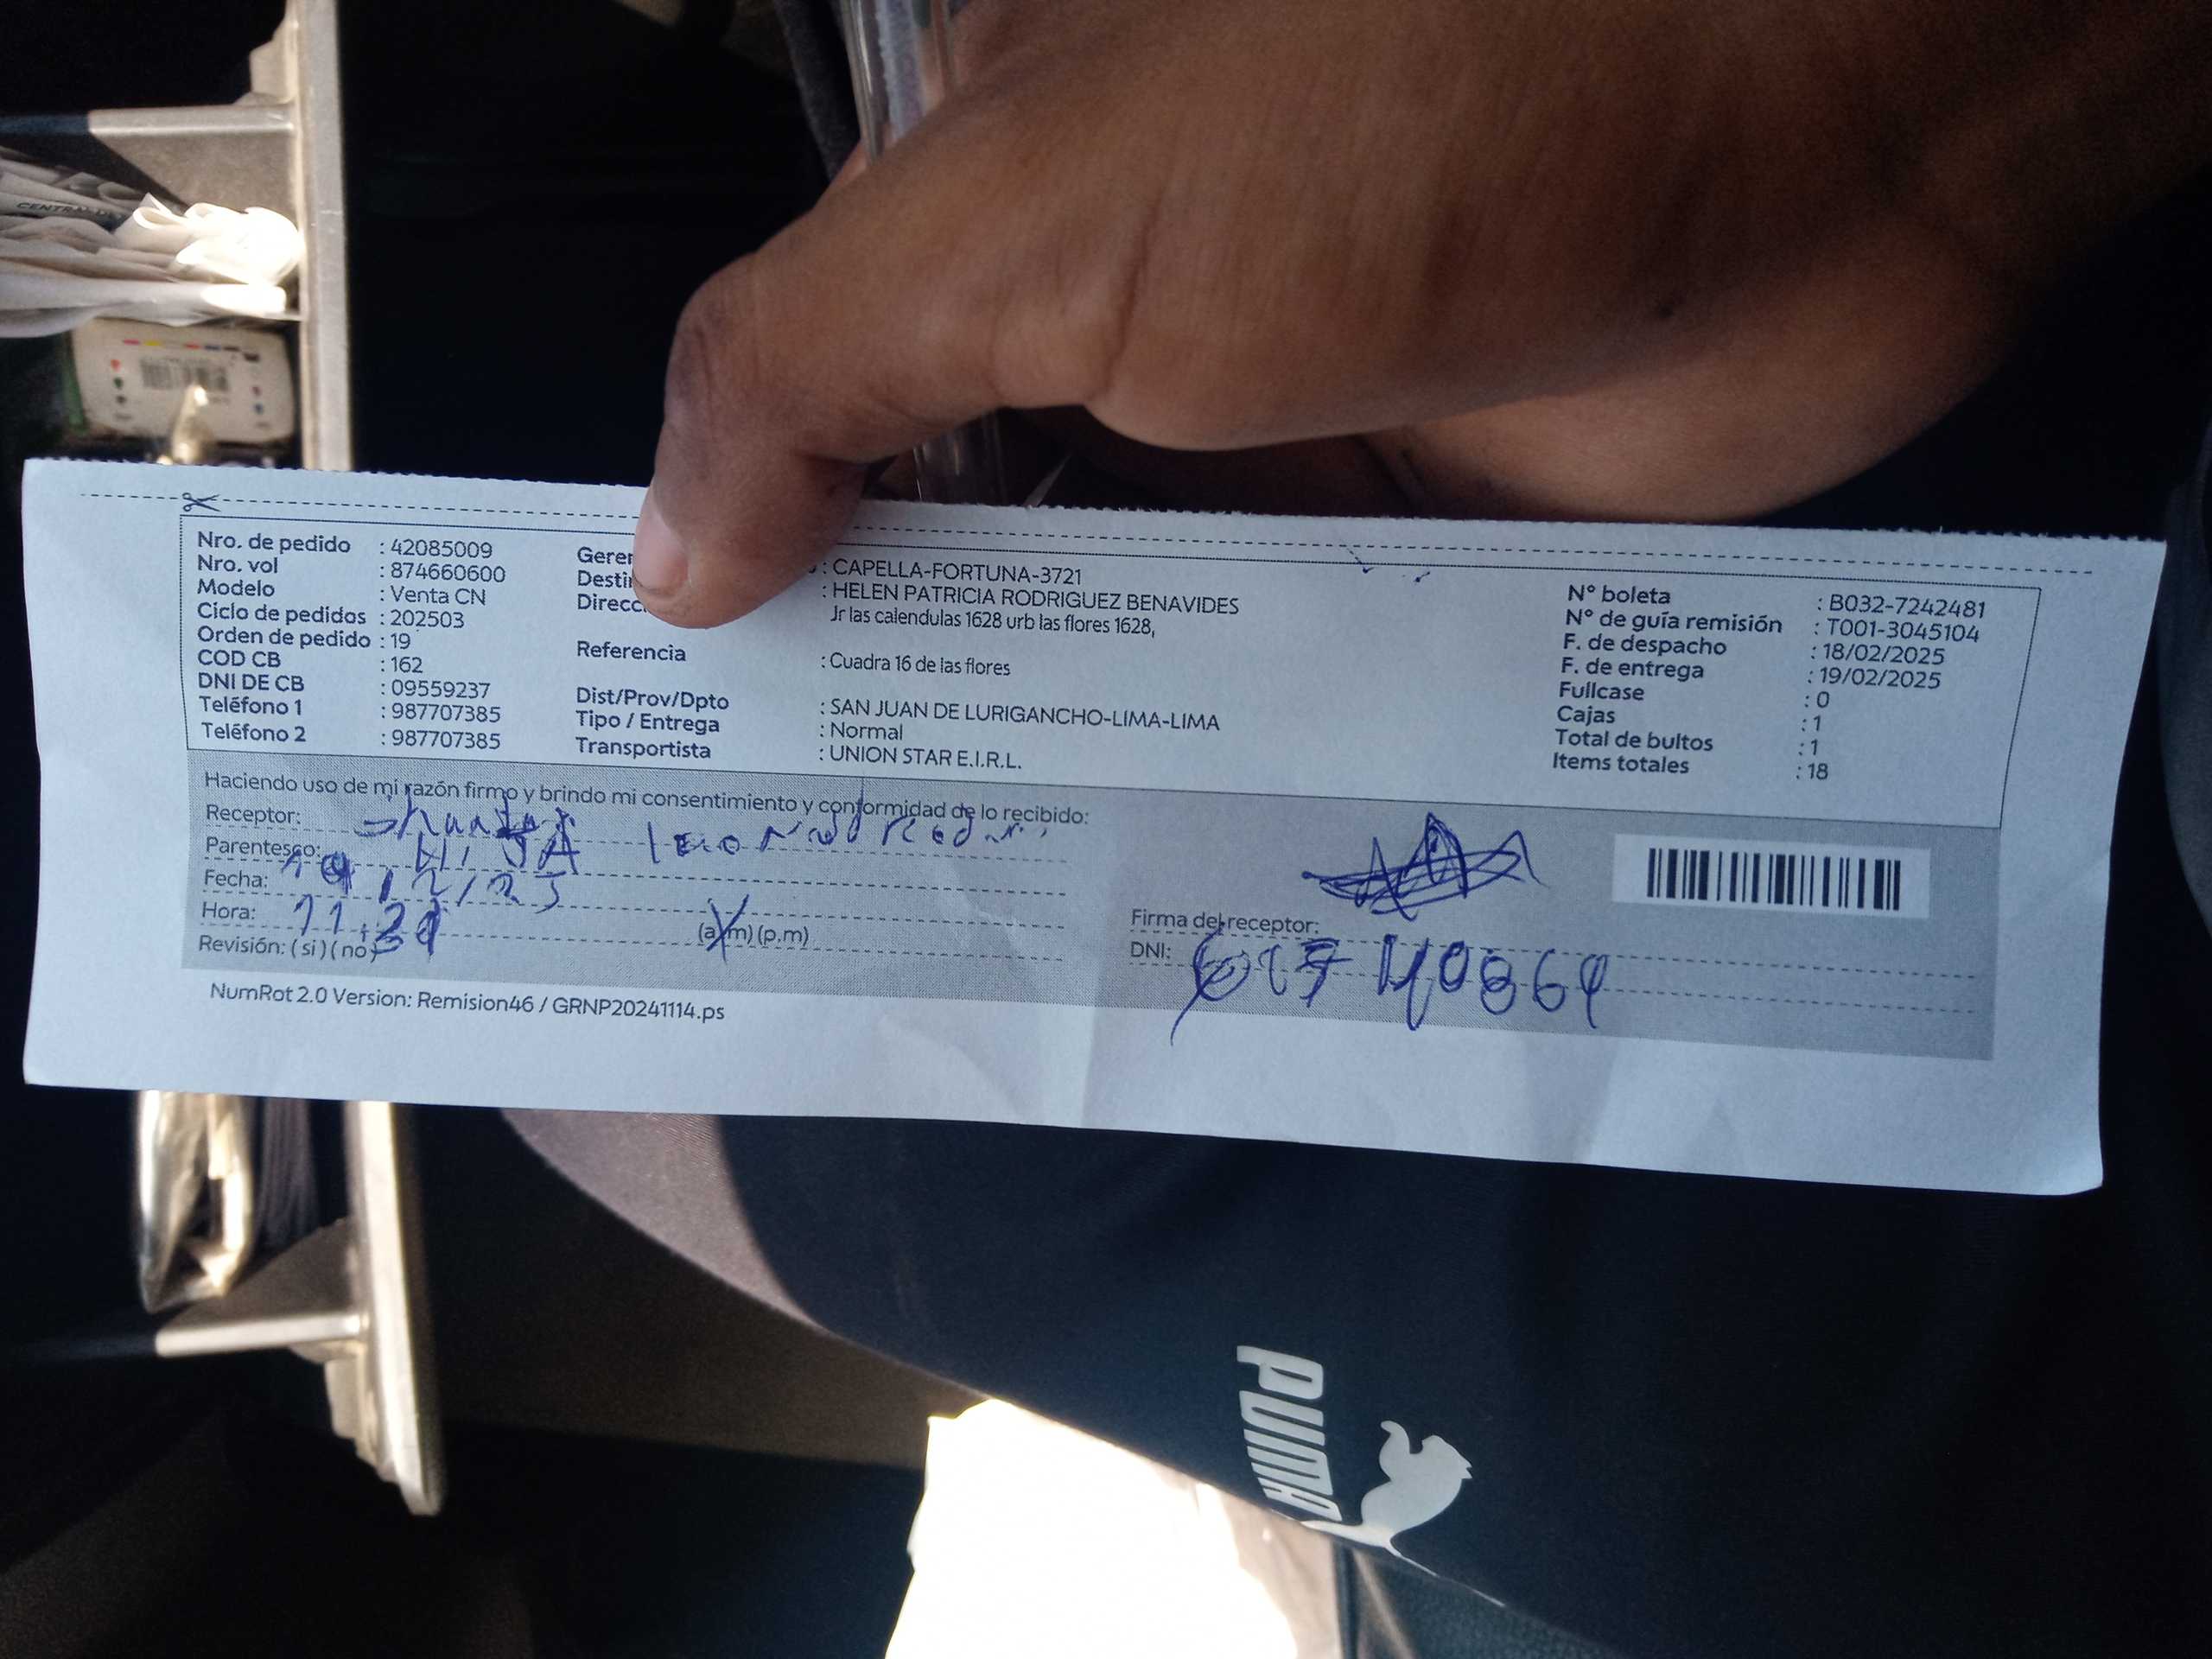 Nro. de pedido : 42085009
Nro. vol : 874660600
Modelo : Venta CN
Ciclo de pedidos : 202503
Orden de pedido : 19
COD CB : 162
DNI DE CB : 09559237
Teléfono 1 : 987707385
Teléfono 2 : 987707385
: CAPELLA-FORTUNA-3721
: HELEN PATRICIA RODRIGUEZ BENAVIDES
Jr las calendulas 1628 urb las flores 1628,
Referencia : Cuadra 16 de las flores
Dist/Prov/Dpto : SAN JUAN DE LURIGANCHO-LIMA-LIMA
Tipo / Entrega : Normal
Transportista : UNION STAR E.I.R.L.
N° boleta : B032-7242481
N° de guía remisión : T001-3045104
F. de despacho : 18/02/2025
F. de entrega : 19/02/2025
Fullcase : 0
Cajas : 1
Total de bultos : 1
Items totales : 18
Haciendo uso de mi razón firmo y brindo mi consentimiento y conformidad de lo recibido:
Receptor:
Parentesco: HIJA
Fecha: 19/2/25
Hora: (a.m) (p.m)
Revisión: (si) (no)
Firma del receptor:
DNI:
NumRot 2.0 Version: Remision46 / GRNP20241114.ps
PUMA